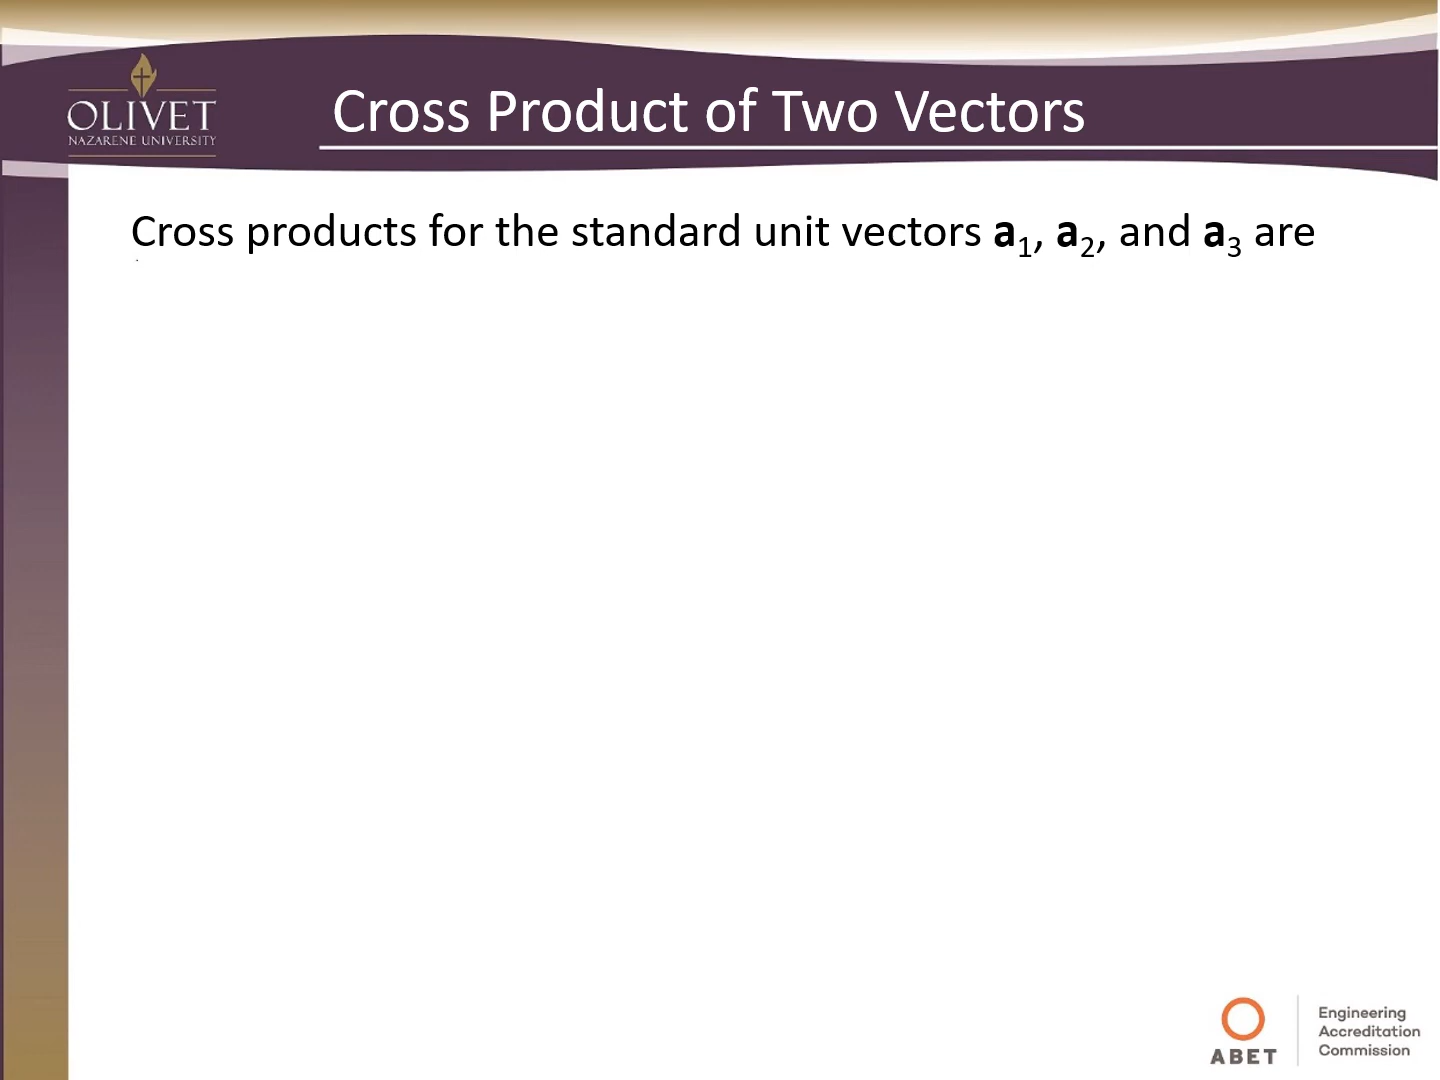 OLIVET
NAZARENE UNIVERSITY
Cross Product of Two Vectors
Cross products for the standard unit vectors a1, a2, and a3 are
ABET
Engineering
Accreditation
Commission